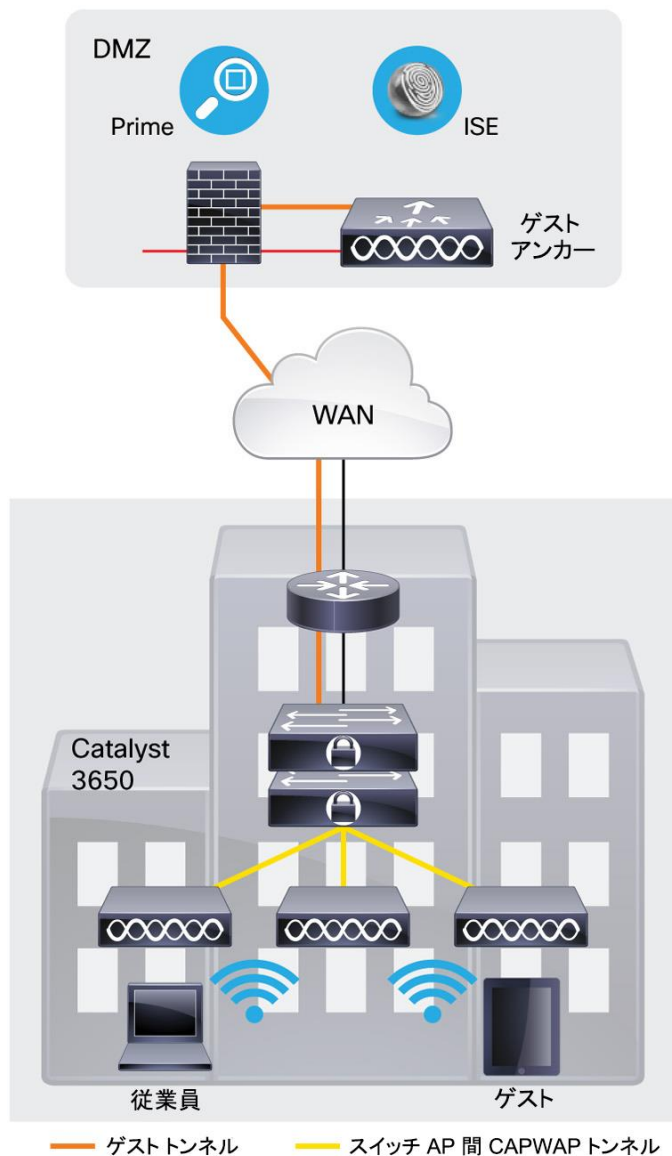 DMZ
Prime
ISE
ゲスト
アンカー
WAN
Catalyst
3650
従業員
ゲスト
ゲスト トンネル
スイッチ AP 間 CAPWAP トンネル